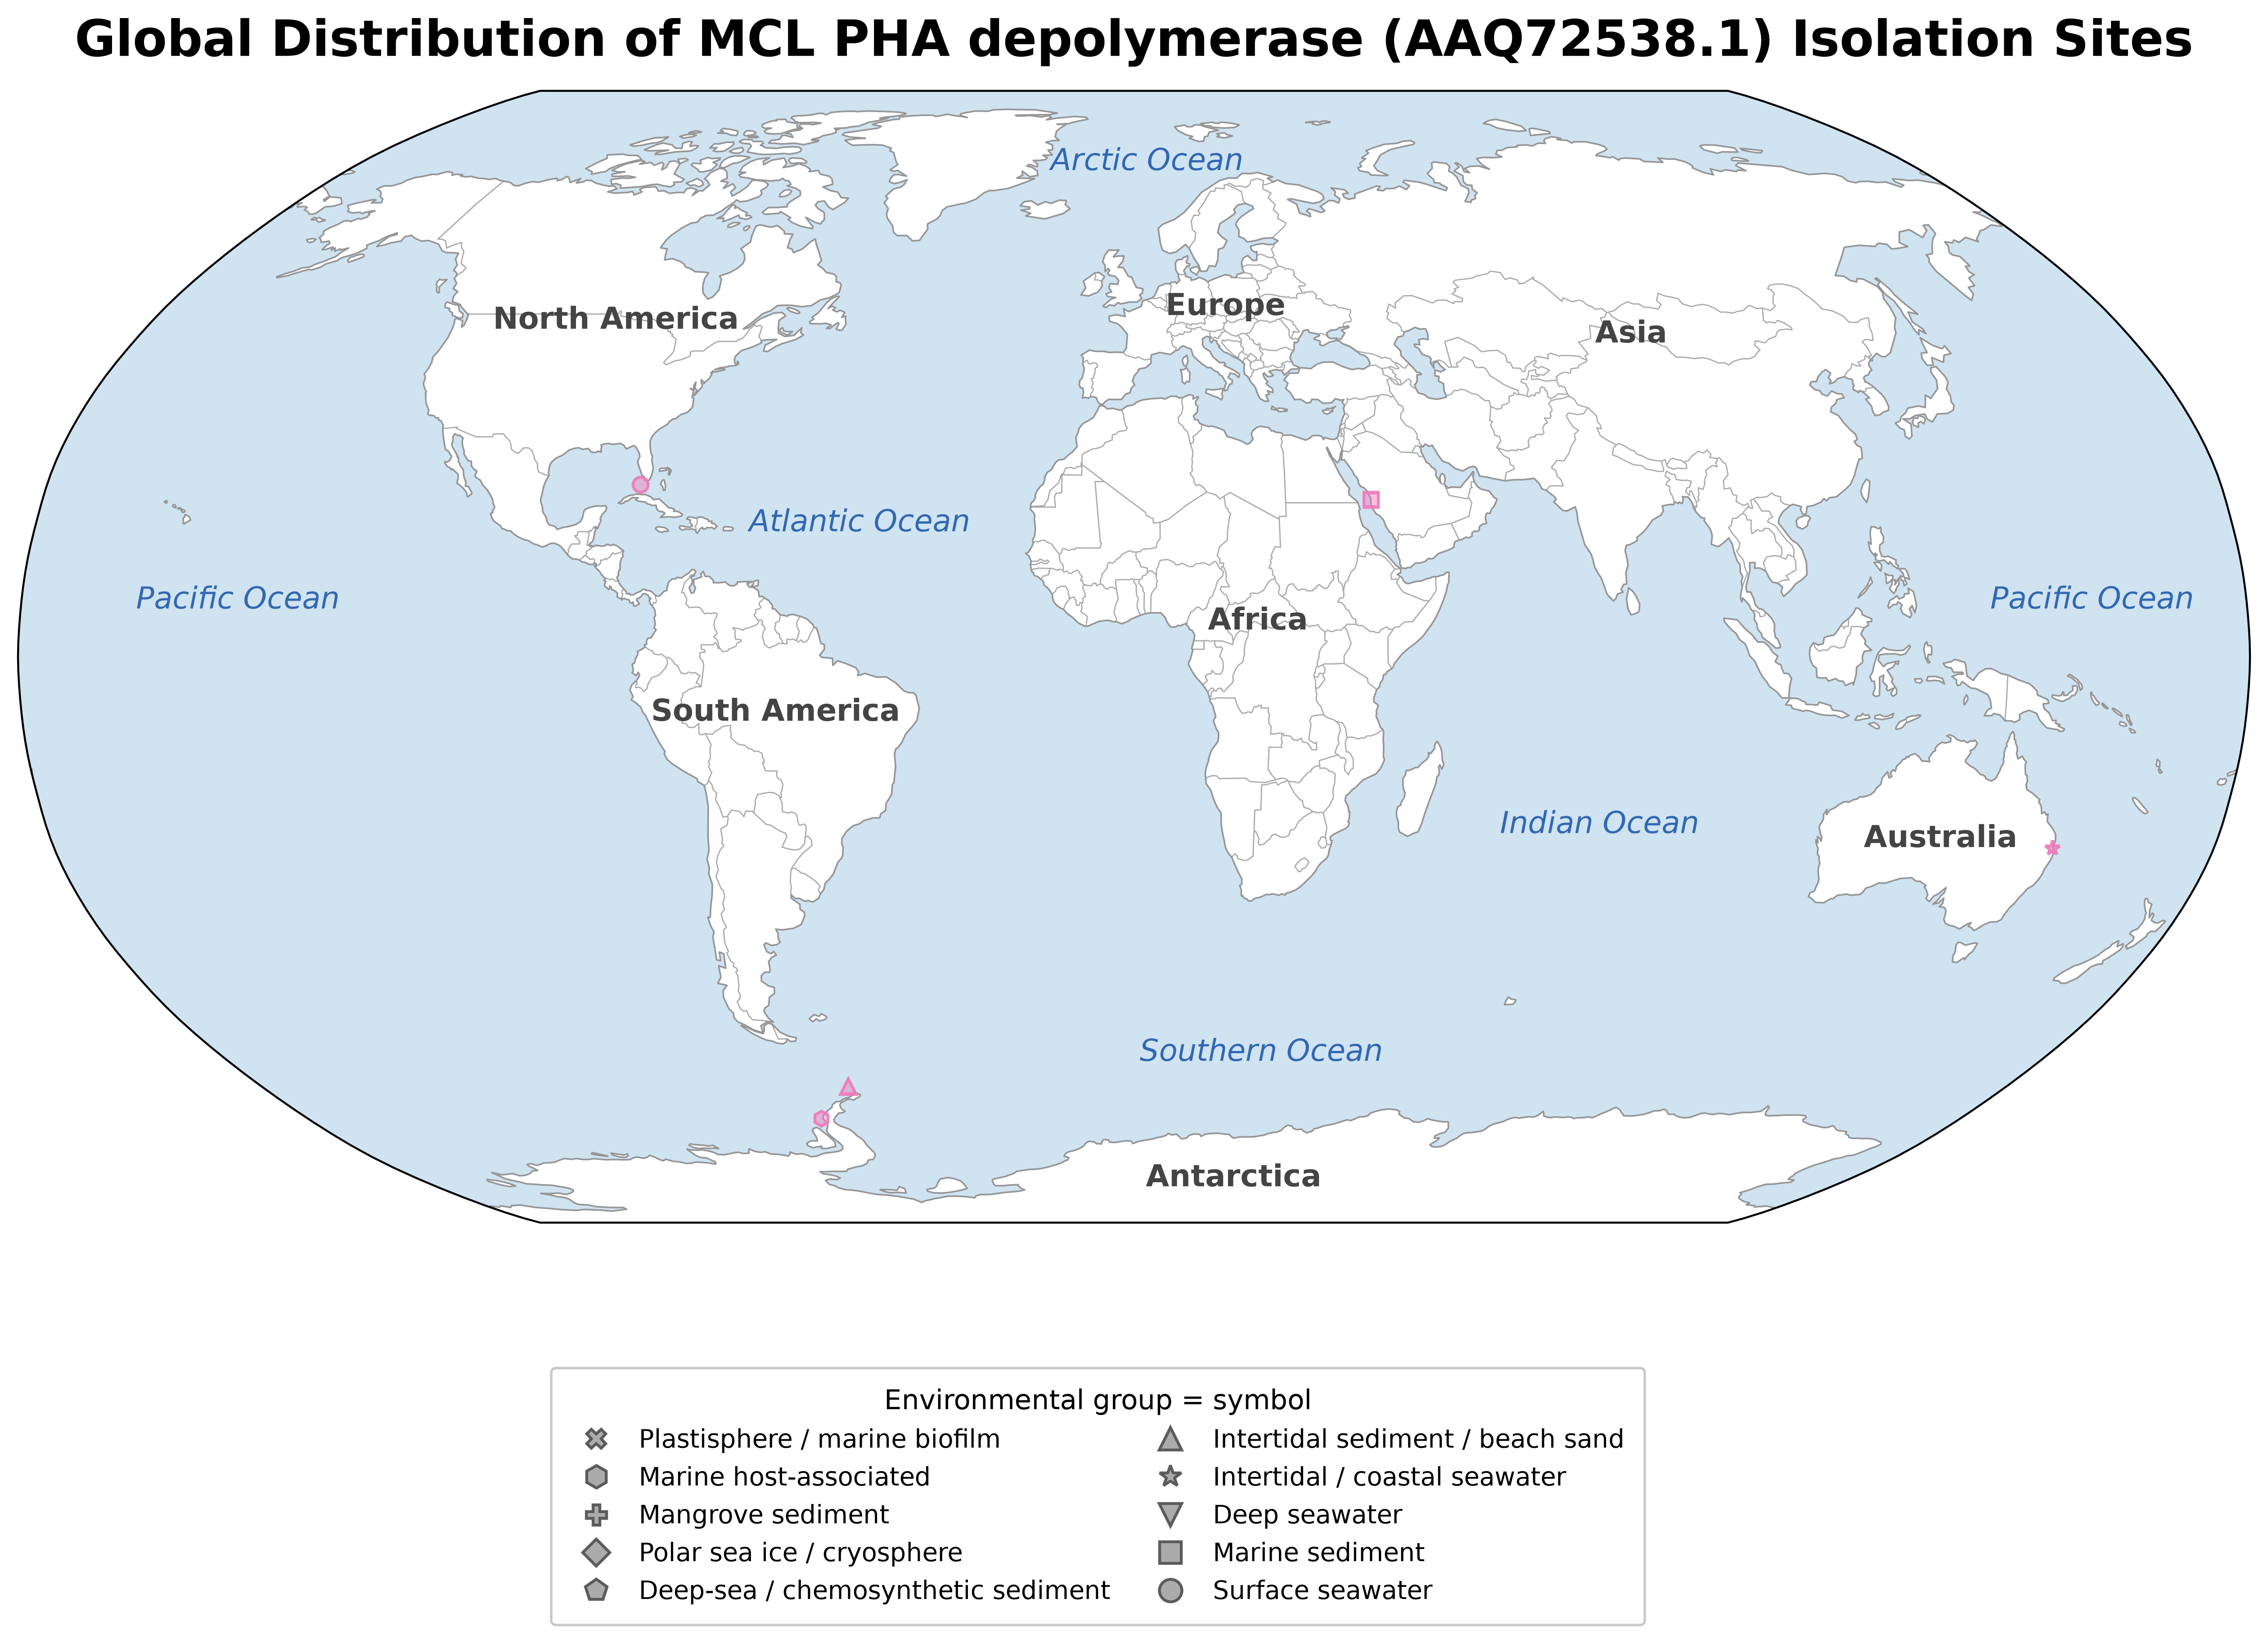 Global Distribution of MCL PHA depolymerase (AAQ72538.1) Isolation Sites
Arctic Ocean
North America
Europe
Asia
Atlantic Ocean
Pacific Ocean
Pacific Ocean
Africa
South America
Indian Ocean
Australia
Southern Ocean
Antarctica
Environmental group = symbol
Plastisphere / marine biofilm
Marine host-associated
Mangrove sediment
Polar sea ice / cryosphere
Deep-sea / chemosynthetic sediment
Intertidal sediment / beach sand
Intertidal / coastal seawater
Deep seawater
Marine sediment
Surface seawater